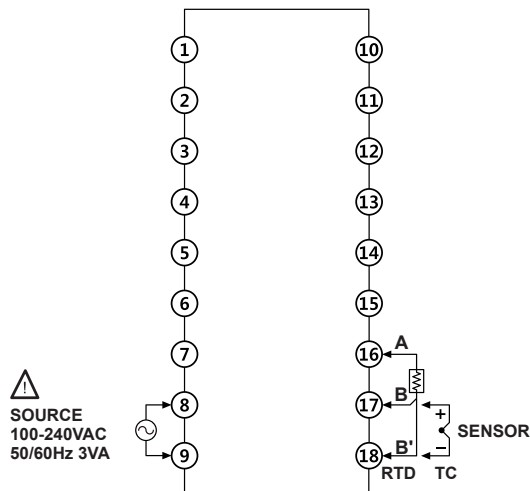 1
10
2
11
3
12
4
13
5
14
6
15
7
16
A
8
17
B
9
18
B'
SOURCE
100-240VAC
50/60Hz 3VA
+
SENSOR
−
RTD
TC